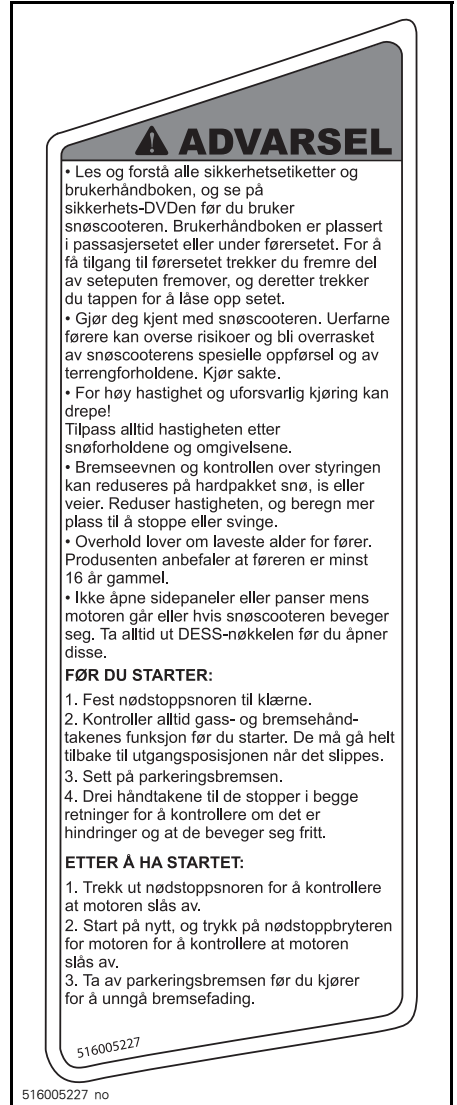 ADVARSEL
• Les og forstå alle sikkerhetsetiketter og
brukerhåndboken, og se på
sikkerhets-DVDen før du bruker
snøscooteren. Brukerhåndboken er plassert
i passasjersetet eller under førersetet. For å
få tilgang til førersetet trekker du fremre del
av seteputen fremover, og deretter trekker
du tappen for å låse opp setet.
• Gjør deg kjent med snøscooteren. Uerfarne
førere kan overse risikoer og bli overrasket
av snøscooterens spesielle oppførsel og av
terrengforholdene. Kjør sakte.
• For høy hastighet og uforsvarlig kjøring kan
drepe!
Tilpass alltid hastigheten etter
snøforholdene og omgivelsene.
• Bremseevnen og kontrollen over styringen
kan reduseres på hardpakket snø, is eller
veier. Reduser hastigheten, og beregn mer
plass til å stoppe eller svinge.
• Overhold lover om laveste alder for fører.
Produsenten anbefaler at føreren er minst
16 år gammel.
• Ikke åpne sidepaneler eller panser mens
motoren går eller hvis snøscooteren beveger
seg. Ta alltid ut DESS-nøkkelen før du åpner
disse.
FØR DU STARTER:
1. Fest nødstoppsnoren til klærne.
2. Kontroller alltid gass- og bremsehånd-
takenes funksjon før du starter. De må gå helt
tilbake til utgangsposisjonen når det slippes.
3. Sett på parkeringsbremsen.
4. Drei håndtakene til de stopper i begge
retninger for å kontrollere om det er
hindringer og at de beveger seg fritt.
ETTER Å HA STARTET:
1. Trekk ut nødstoppsnoren for å kontrollere
at motoren slås av.
2. Start på nytt, og trykk på nødstoppbryteren
for motoren for å kontrollere at motoren
slås av.
3. Ta av parkeringsbremsen før du kjører
for å unngå bremsefading.
516005227
516005227 no